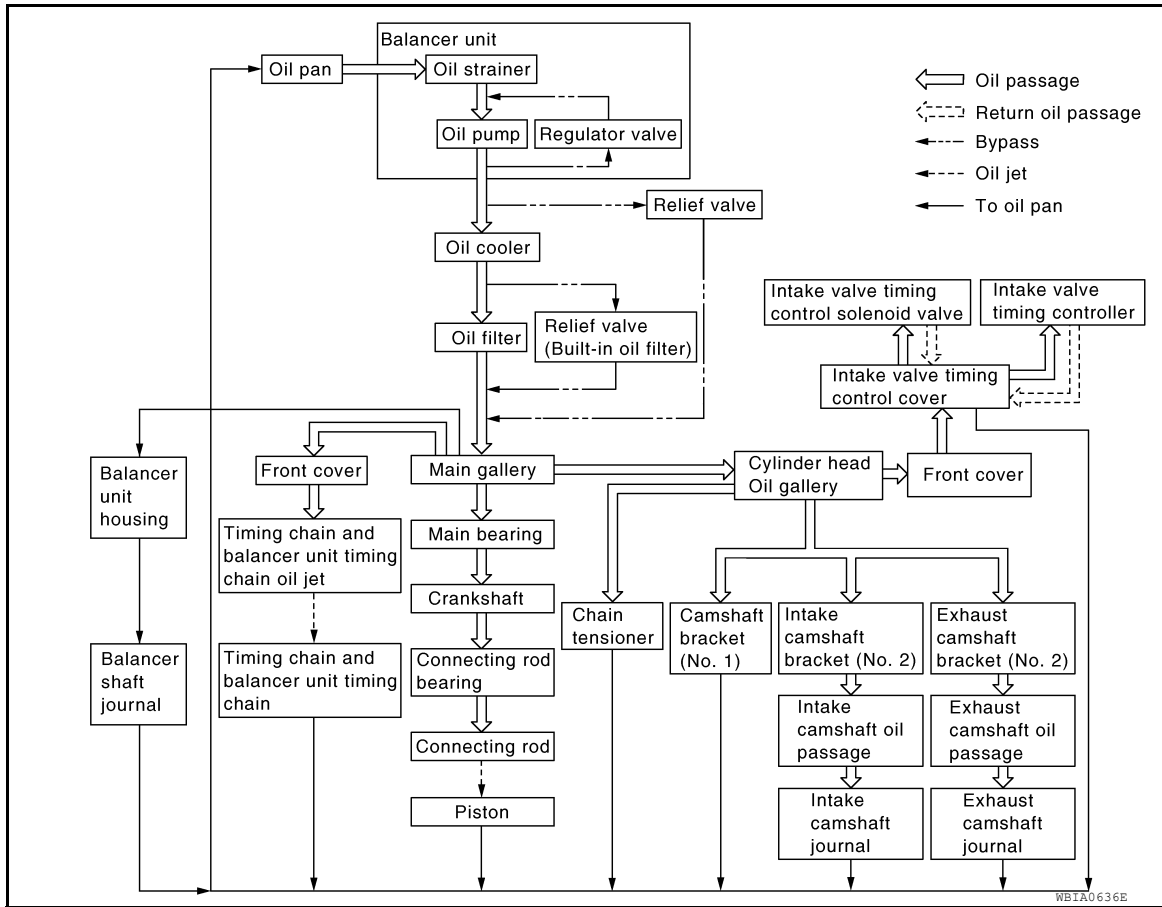 Balancer unit
Oil pan
Oil strainer
Oil pump
Regulator valve
Oil passage
Return oil passage
Bypass
Oil jet
To oil pan
Relief valve
Oil cooler
Oil filter
Relief valve
(Built-in oil filter)
Intake valve timing
control solenoid valve
Intake valve
timing controller
Intake valve timing
control cover
Balancer
unit
housing
Front cover
Main gallery
Cylinder head
Oil gallery
Front cover
Timing chain and
balancer unit timing
chain oil jet
Main bearing
Crankshaft
Chain
tensioner
Camshaft
bracket
(No. 1)
Intake
camshaft
bracket (No. 2)
Exhaust
camshaft
bracket (No. 2)
Balancer
shaft
journal
Timing chain and
balancer unit timing
chain
Connecting rod
bearing
Intake
camshaft oil
passage
Exhaust
camshaft oil
passage
Connecting rod
Piston
Intake
camshaft
journal
Exhaust
camshaft
journal
WBIA0636E